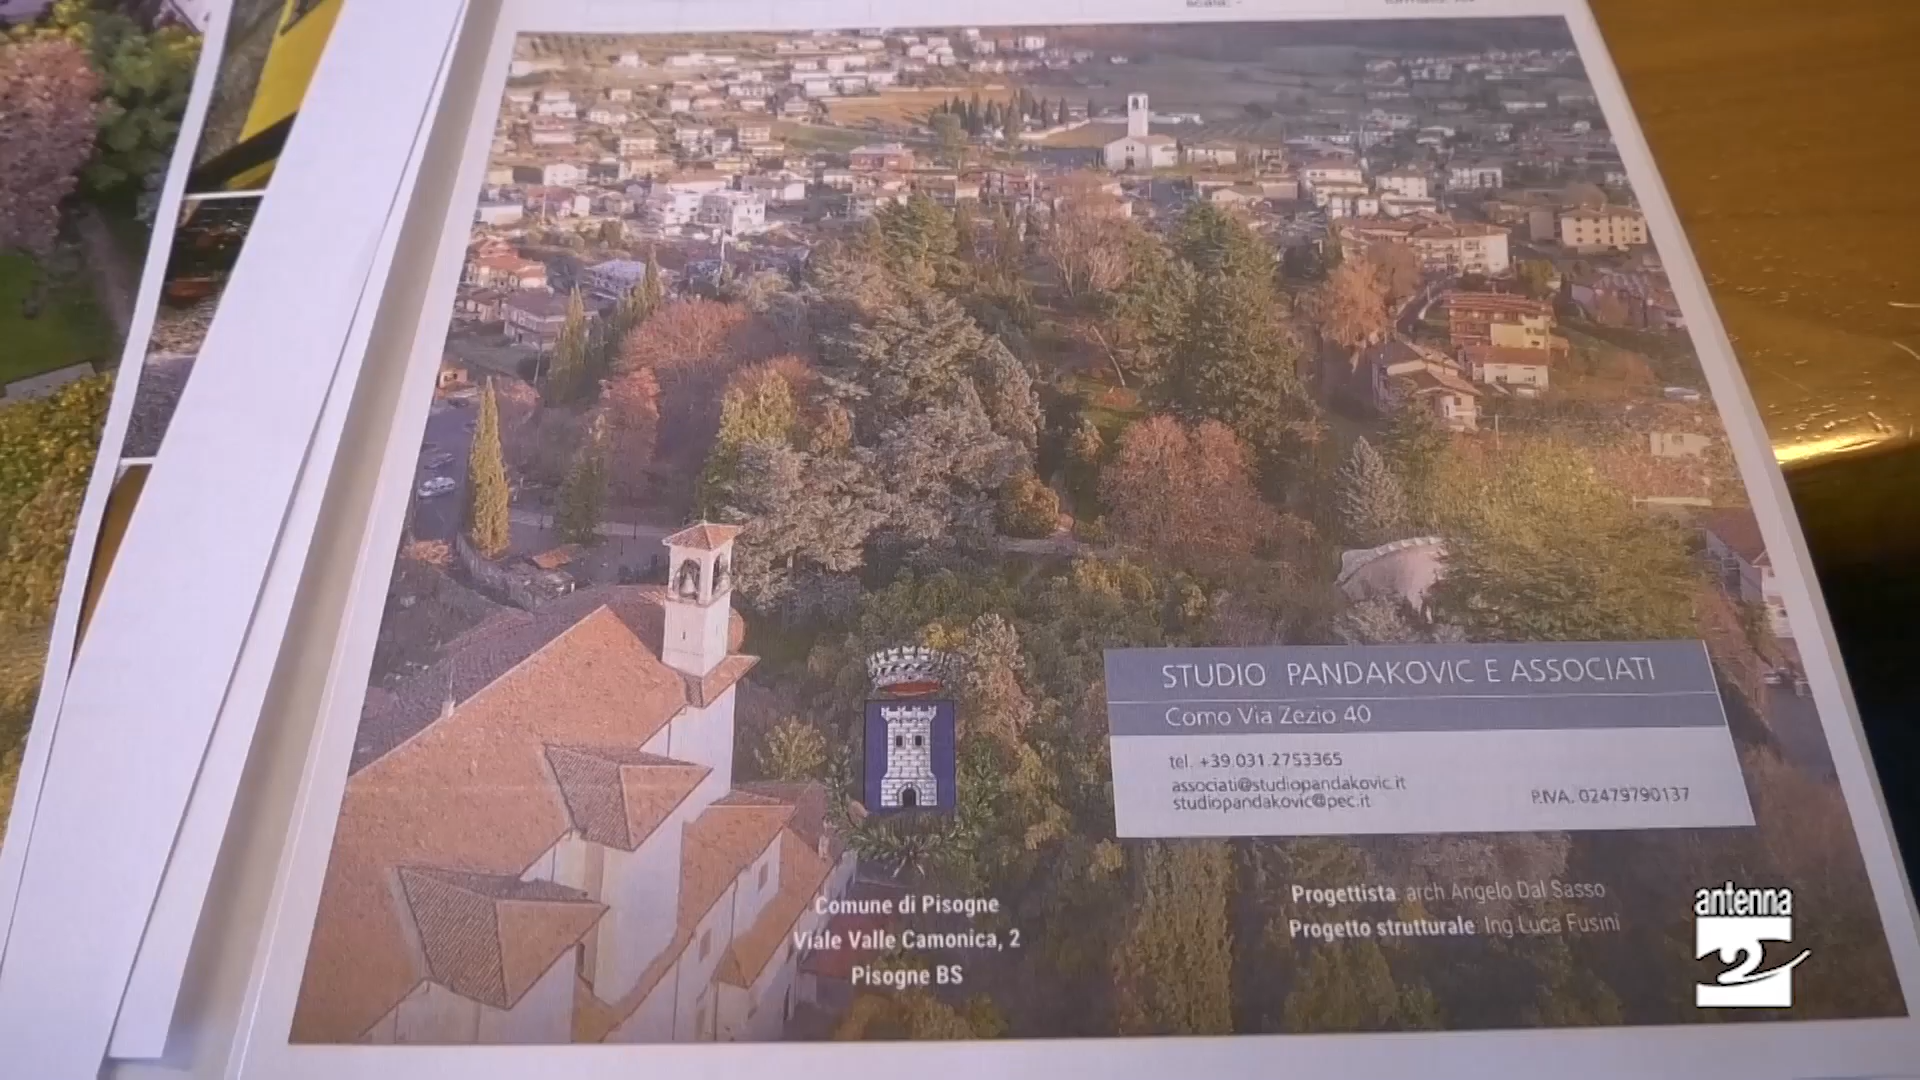 scala: -
STUDIO PANDAKOVIC E ASSOCIATI
Como Via Zezio 40
tel. +39.031.2753365
associati@studiopandakovic.it
studiopandakovic@pec.it
P.IVA. 02479790137
Comune di Pisogne
Viale Valle Camonica, 2
Pisogne BS
Progettista: arch Angelo Dal Sasso
Progetto strutturale: Ing Luca Fusini
antenna
2